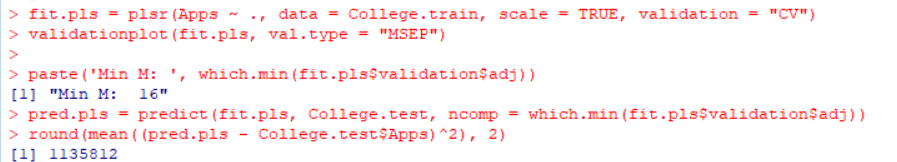 > fit.pls = plsr(Apps ~ ., data = College.train, scale = TRUE, validation = "CV")
> validationplot(fit.pls, val.type = "MSEP")
>
> paste('Min M: ', which.min(fit.pls$validation$adj))
[1] "Min M:  16"
> pred.pls = predict(fit.pls, College.test, ncomp = which.min(fit.pls$validation$adj))
> round(mean((pred.pls - College.test$Apps)^2), 2)
[1] 1135812